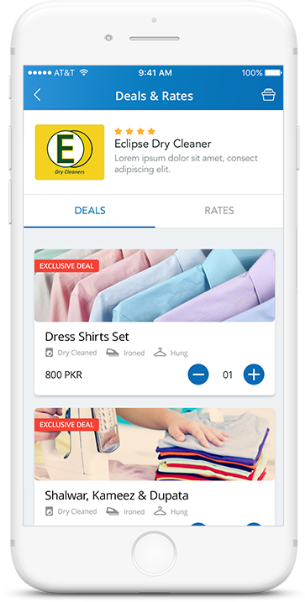 AT&T 9:41 AM 100%
Deals & Rates
E
Dry Cleaners
Eclipse Dry Cleaner
Lorem ipsum dolor sit amet, consect
adipiscing elit.
DEALS RATES
EXCLUSIVE DEAL
Dress Shirts Set
Dry Cleaned Ironed Hung
800 PKR 01
EXCLUSIVE DEAL
Shalwar, Kameez & Dupata
Dry Cleaned Ironed Hung